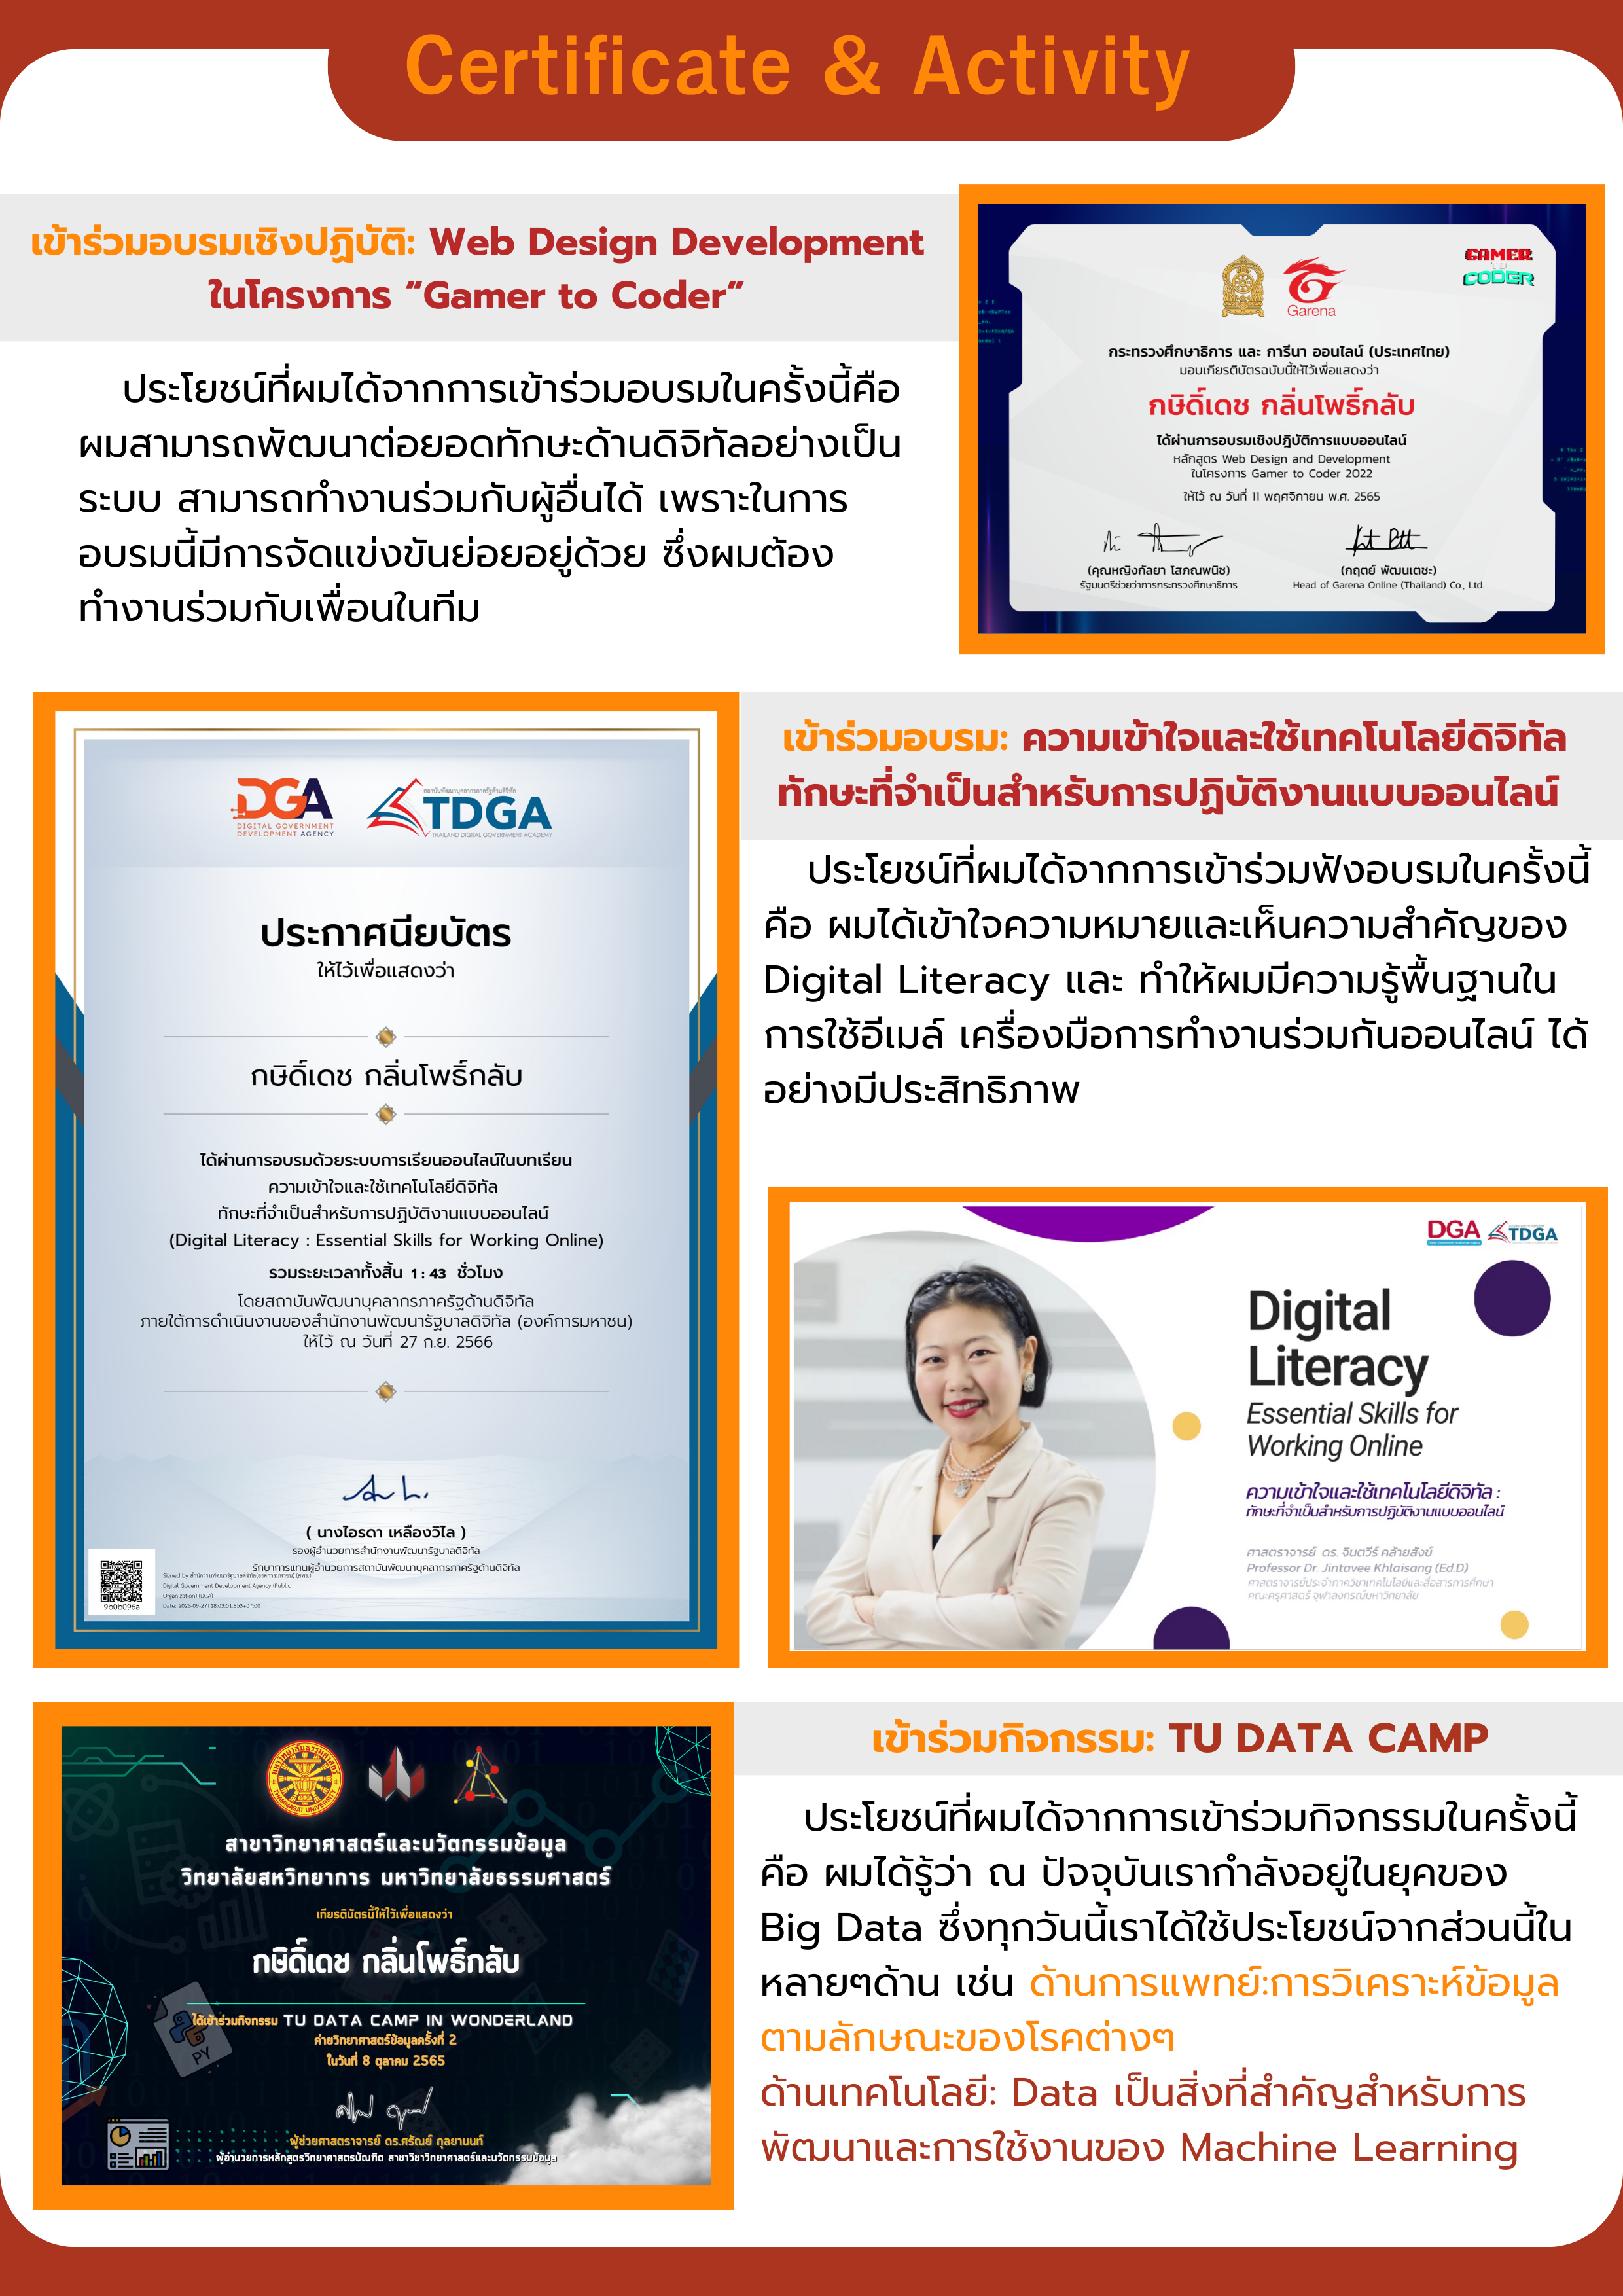 Certificate & Activity
เข้าร่วมอบรมเชิงปฏิบัติ: Web Design Development
ในโครงการ “Gamer to Coder”
ประโยชน์ที่ผมได้จากการเข้าร่วมอบรมในครั้งนี้คือ
ผมสามารถพัฒนาต่อยอดทักษะด้านดิจิทัลอย่างเป็น
ระบบ สามารถทำงานร่วมกับผู้อื่นได้ เพราะในการ
อบรมนี้มีการจัดแข่งขันย่อยอยู่ด้วย ซึ่งผมต้อง
ทำงานร่วมกับเพื่อนในทีม
Garena
GAMER
CODER
กระทรวงศึกษาธิการ และ การีนา ออนไลน์ (ประเทศไทย)
มอบเกียรติบัตรฉบับนี้ให้ไว้เพื่อแสดงว่า
กษิดิ์เดช กลิ่นโพธิ์กลับ
ได้ผ่านการอบรมเชิงปฏิบัติการแบบออนไลน์
หลักสูตร Web Design and Development
ในโครงการ Gamer to Coder 2022
ให้ไว้ ณ วันที่ 11 พฤศจิกายน พ.ศ. 2565
(คุณหญิงกัลยา โสภณพนิช)
รัฐมนตรีช่วยว่าการกระทรวงศึกษาธิการ
(กฤตย์ พัฒนเตชะ)
Head of Garena Online (Thailand) Co., Ltd.
DGA
DIGITAL GOVERNMENT
DEVELOPMENT AGENCY
สถาบันพัฒนาบุคลากรภาครัฐด้านดิจิทัล
TDGA
THAILAND DIGITAL GOVERNMENT ACADEMY
ประกาศนียบัตร
ให้ไว้เพื่อแสดงว่า
กษิดิ์เดช กลิ่นโพธิ์กลับ
ได้ผ่านการอบรมด้วยระบบการเรียนออนไลน์ในบทเรียน
ความเข้าใจและใช้เทคโนโลยีดิจิทัล
ทักษะที่จำเป็นสำหรับการปฏิบัติงานแบบออนไลน์
(Digital Literacy : Essential Skills for Working Online)
รวมระยะเวลาทั้งสิ้น 1 : 43 ชั่วโมง
โดยสถาบันพัฒนาบุคลากรภาครัฐด้านดิจิทัล
ภายใต้การดำเนินงานของสำนักงานพัฒนารัฐบาลดิจิทัล (องค์การมหาชน)
ให้ไว้ ณ วันที่ 27 ก.ย. 2566
( นางไอรดา เหลืองวิไล )
รองผู้อำนวยการสำนักงานพัฒนารัฐบาลดิจิทัล
รักษาการแทนผู้อำนวยการสถาบันพัฒนาบุคลากรภาครัฐด้านดิจิทัล
Signed by สำนักงานพัฒนารัฐบาลดิจิทัล(องค์การมหาชน) (สพร.)
Digital Government Development Agency (Public
Organization) (DGA)
Date: 2023-09-27T18:03:01.853+07:00
9b0b096a
เข้าร่วมอบรม: ความเข้าใจและใช้เทคโนโลยีดิจิทัล
ทักษะที่จำเป็นสำหรับการปฏิบัติงานแบบออนไลน์
ประโยชน์ที่ผมได้จากการเข้าร่วมฟังอบรมในครั้งนี้
คือ ผมได้เข้าใจความหมายและเห็นความสำคัญของ
Digital Literacy และ ทำให้ผมมีความรู้พื้นฐานใน
การใช้อีเมล์ เครื่องมือการทำงานร่วมกันออนไลน์ ได้
อย่างมีประสิทธิภาพ
DGA TDGA
Digital
Literacy
Essential Skills for
Working Online
ความเข้าใจและใช้เทคโนโลยีดิจิทัล :
ทักษะที่จำเป็นสำหรับการปฏิบัติงานแบบออนไลน์
ศาสตราจารย์ ดร. จินตวีร์ คล้ายสังข์
Professor Dr. Jintavee Khlaisang (Ed.D)
ศาสตราจารย์ประจำภาควิชาเทคโนโลยีและสื่อสารการศึกษา
คณะครุศาสตร์ จุฬาลงกรณ์มหาวิทยาลัย
THAMMASAT UNIVERSITY
สาขาวิทยาศาสตร์และนวัตกรรมข้อมูล
วิทยาลัยสหวิทยาการ มหาวิทยาลัยธรรมศาสตร์
เกียรติบัตรนี้ให้ไว้เพื่อแสดงว่า
กษิดิ์เดช กลิ่นโพธิ์กลับ
ได้เข้าร่วมกิจกรรม TU DATA CAMP IN WONDERLAND
ค่ายวิทยาศาสตร์ข้อมูลครั้งที่ 2
ในวันที่ 8 ตุลาคม 2565
PY
ผู้ช่วยศาสตราจารย์ ดร.ศรัณย์ กุลยานนท์
ผู้อำนวยการหลักสูตรวิทยาศาสตรบัณฑิต สาขาวิชาวิทยาศาสตร์และนวัตกรรมข้อมูล
เข้าร่วมกิจกรรม: TU DATA CAMP
ประโยชน์ที่ผมได้จากการเข้าร่วมกิจกรรมในครั้งนี้
คือ ผมได้รู้ว่า ณ ปัจจุบันเรากำลังอยู่ในยุคของ
Big Data ซึ่งทุกวันนี้เราได้ใช้ประโยชน์จากส่วนนี้ใน
หลายๆด้าน เช่น ด้านการแพทย์:การวิเคราะห์ข้อมูล
ตามลักษณะของโรคต่างๆ
ด้านเทคโนโลยี: Data เป็นสิ่งที่สำคัญสำหรับการ
พัฒนาและการใช้งานของ Machine Learning